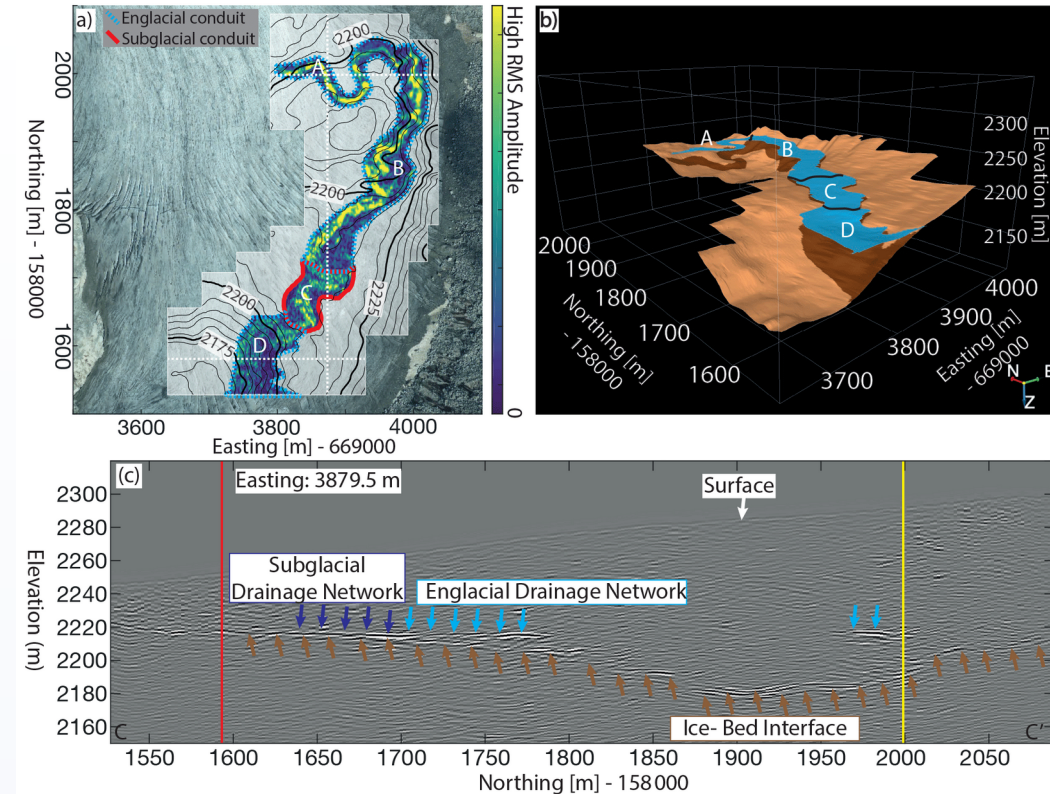 a)
Englacial conduit
Subglacial conduit
2200
A
B
2200
C
2225
2200
2175
D
2000
1800
1600
Northing [m] - 158000
3600
3800
4000
Easting [m] - 669000
High RMS Amplitude
0
b)
A
B
C
D
2300
2250
2200
2150
Elevation [m]
2000
1900
1800
1700
1600
Northing [m]
- 158000
4000
3900
3800
3700
Easting [m]
- 669000
N
E
Z
(c)
Easting: 3879.5 m
Surface
Subglacial
Drainage Network
Englacial Drainage Network
Ice- Bed Interface
2300
2280
2260
2240
2220
2200
2180
2160
Elevation (m)
C
C'
1550
1600
1650
1700
1750
1800
1850
1900
1950
2000
2050
Northing [m] - 158000